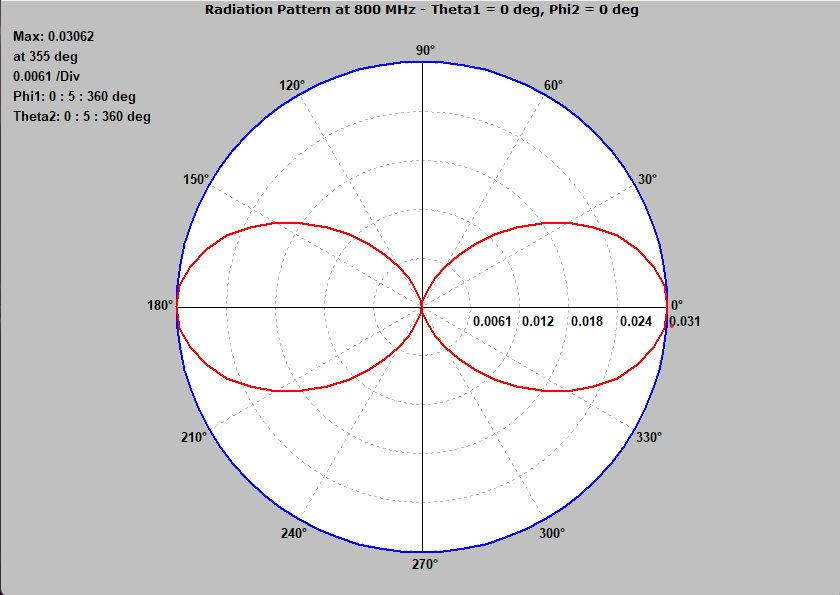 Radiation Pattern at 800 MHz - Theta1 = 0 deg, Phi2 = 0 deg
Max: 0.03062
at 355 deg
0.0061 /Div
Phi1: 0 : 5 : 360 deg
Theta2: 0 : 5 : 360 deg
90°
120°
60°
150°
30°
180°
0°
0.0061
0.012
0.018
0.024
0.031
210°
330°
240°
300°
270°